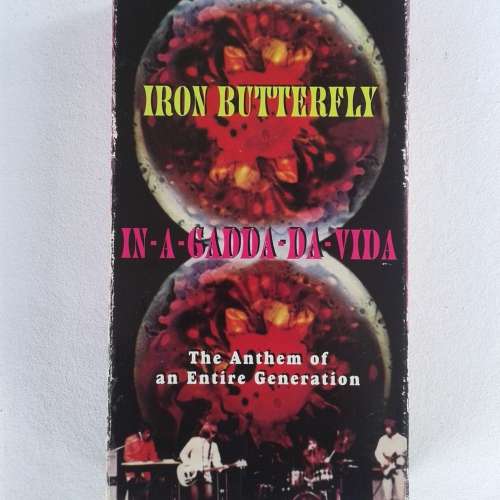 IRON BUTTERFLY
IN-A-GADDA-DA-VIDA
The Anthem of
an Entire Generation